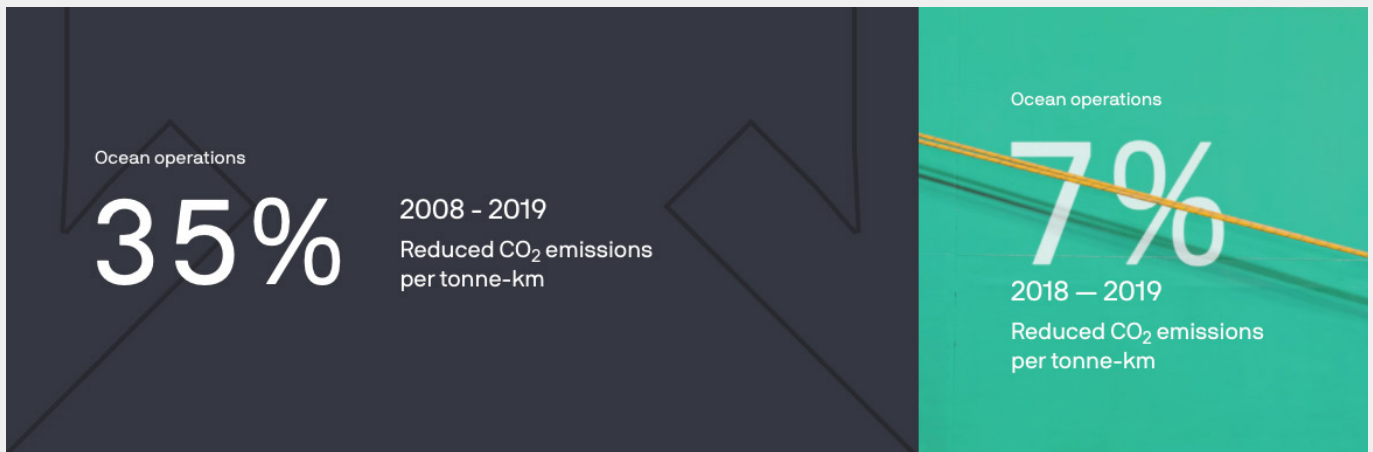 Ocean operations
35%
2008 - 2019
Reduced CO₂ emissions
per tonne-km
Ocean operations
7%
2018 — 2019
Reduced CO₂ emissions
per tonne-km